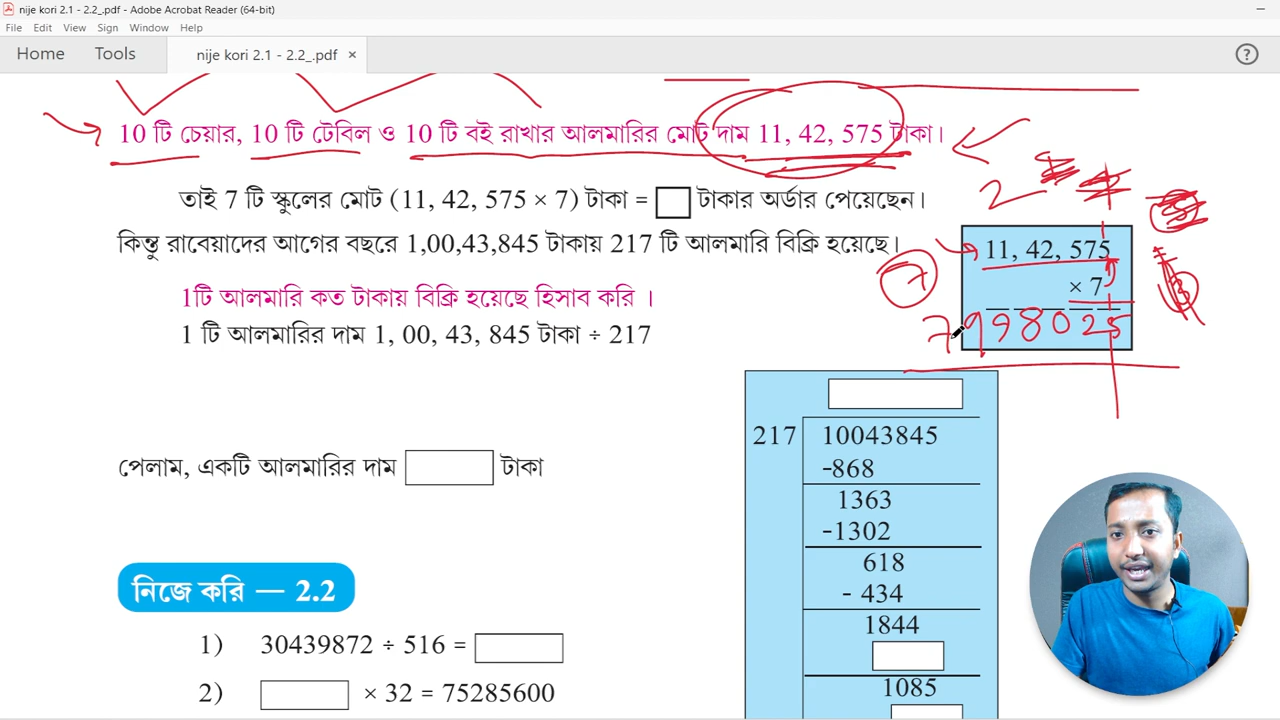 nije kori 2.1 - 2.2_.pdf - Adobe Acrobat Reader (64-bit)
File Edit View Sign Window Help
Home Tools nije kori 2.1 - 2.2_.pdf ×
10 টি চেয়ার, 10 টি টেবিল ও 10 টি বই রাখার আলমারির মোট দাম 11, 42, 575 টাকা।
তাই 7 টি স্কুলের মোট (11, 42, 575 × 7) টাকা = টাকার অর্ডার পেয়েছেন।
কিন্তু রাবেয়াদের আগের বছরে 1,00,43,845 টাকায় 217 টি আলমারি বিক্রি হয়েছে।
1টি আলমারি কত টাকায় বিক্রি হয়েছে হিসাব করি ।
1 টি আলমারির দাম 1, 00, 43, 845 টাকা ÷ 217
2
7
11, 42, 575
× 7
7998025
217 10043845
-868
1363
-1302
618
- 434
1844
1085
পেলাম, একটি আলমারির দাম টাকা
নিজে করি — 2.2
1) 30439872 ÷ 516 =
2) × 32 = 75285600